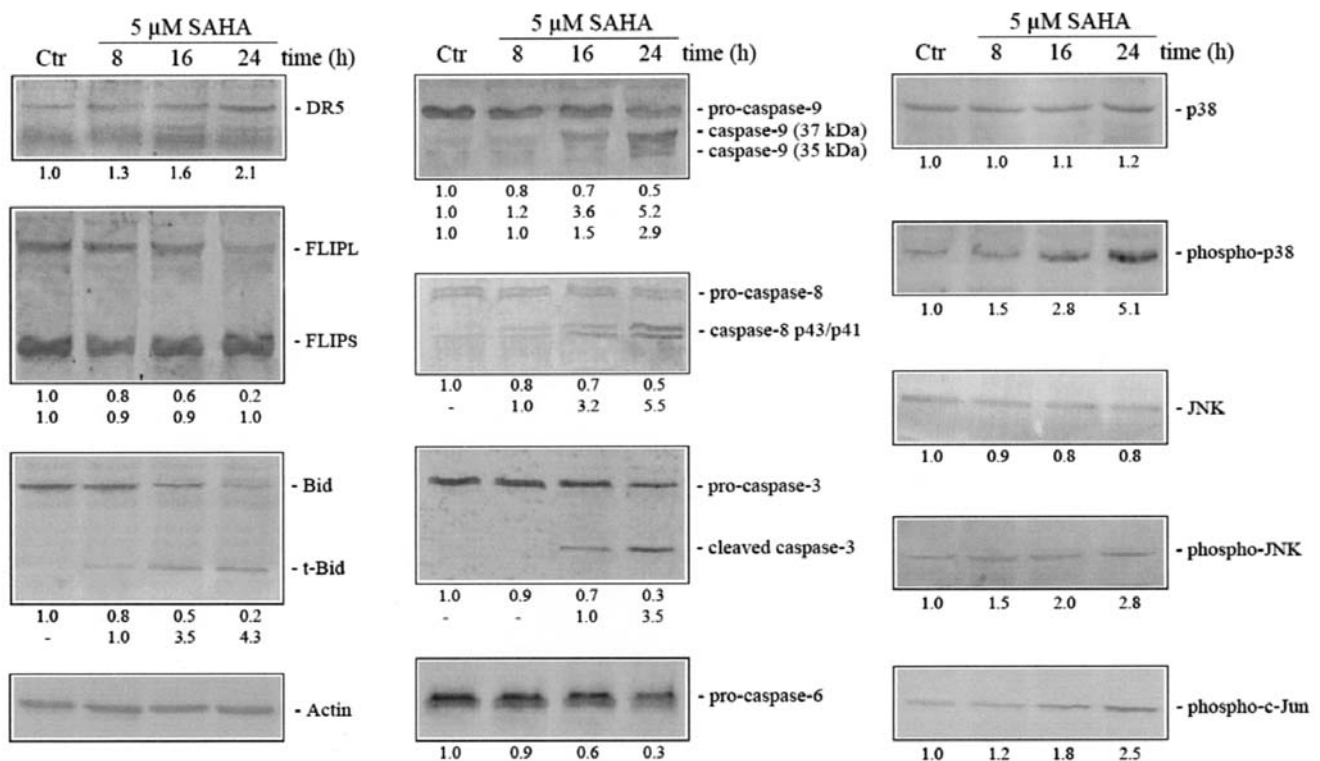 5 µM SAHA
Ctr 8 16 24 time (h)
- DR5
1.0 1.3 1.6 2.1
- FLIPL
- FLIPS
1.0 0.8 0.6 0.2
1.0 0.9 0.9 1.0
- Bid
- t-Bid
1.0 0.8 0.5 0.2
- 1.0 3.5 4.3
- Actin
5 µM SAHA
Ctr 8 16 24 time (h)
- pro-caspase-9
- caspase-9 (37 kDa)
- caspase-9 (35 kDa)
1.0 0.8 0.7 0.5
1.0 1.2 3.6 5.2
1.0 1.0 1.5 2.9
- pro-caspase-8
- caspase-8 p43/p41
1.0 0.8 0.7 0.5
- 1.0 3.2 5.5
- pro-caspase-3
- cleaved caspase-3
1.0 0.9 0.7 0.3
- - 1.0 3.5
- pro-caspase-6
1.0 0.9 0.6 0.3
5 µM SAHA
Ctr 8 16 24 time (h)
- p38
1.0 1.0 1.1 1.2
- phospho-p38
1.0 1.5 2.8 5.1
- JNK
1.0 0.9 0.8 0.8
- phospho-JNK
1.0 1.5 2.0 2.8
- phospho-c-Jun
1.0 1.2 1.8 2.5